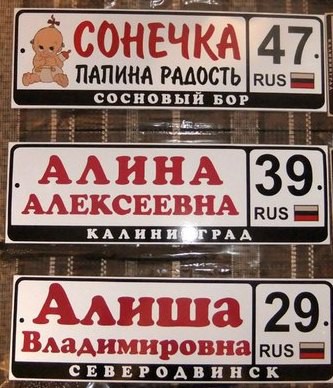 СОНЕЧКА
ПАПИНА РАДОСТЬ
47
RUS
СОСНОВЫЙ БОР
АЛИНА
АЛЕКСЕЕВНА
39
RUS
КАЛИНИНГРАД
Алиша
Владимировна
29
RUS
СЕВЕРОДВИНСК